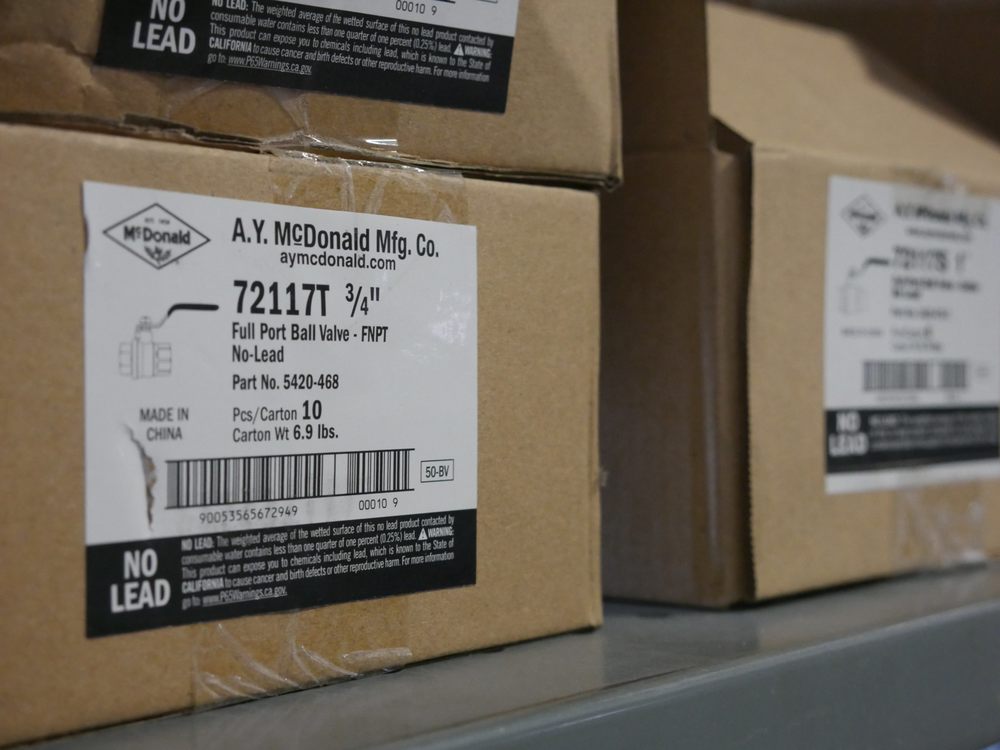 NO
LEAD
NO LEAD: The weighted average of the wetted surface of this no lead product contacted by
consumable water contains less than one quarter of one percent (0.25%) lead. ⚠WARNING:
This product can expose you to chemicals including lead, which is known to the State of
CALIFORNIA to cause cancer and birth defects or other reproductive harm. For more information
go to: www.P65Warnings.ca.gov.
00010 9
EST. 1856
McDonald
A.Y. McDonald Mfg. Co.
aymcdonald.com
72117T 3/4"
Full Port Ball Valve - FNPT
No-Lead
Part No. 5420-468
MADE IN
CHINA
Pcs/Carton 10
Carton Wt 6.9 lbs.
50-BV
90053565672949
00010 9
NO
LEAD
NO LEAD: The weighted average of the wetted surface of this no lead product contacted by
consumable water contains less than one quarter of one percent (0.25%) lead. ⚠WARNING:
This product can expose you to chemicals including lead, which is known to the State of
CALIFORNIA to cause cancer and birth defects or other reproductive harm. For more information
go to: www.P65Warnings.ca.gov.
A.Y. McDonald Mfg. Co.
NO
LEAD